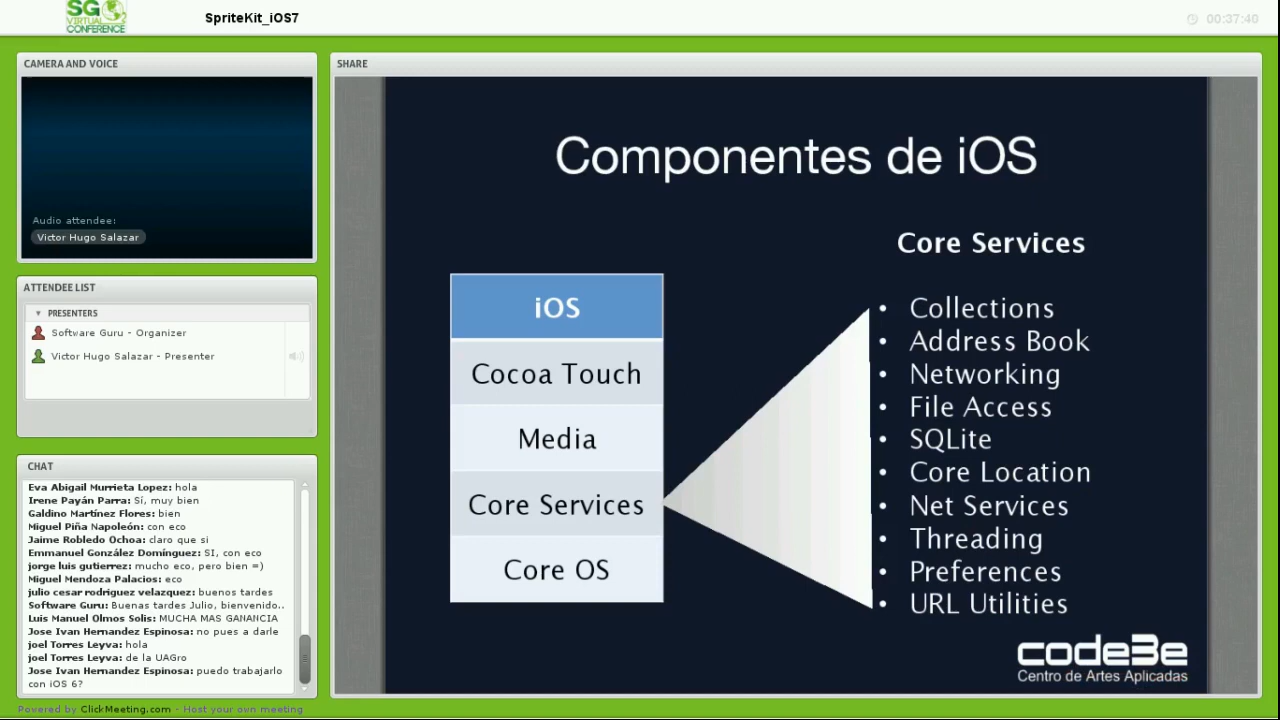 SG
VIRTUAL
CONFERENCE
SpriteKit_iOS7
00:37:40
CAMERA AND VOICE
Audio attendee:
Victor Hugo Salazar
ATTENDEE LIST
PRESENTERS
Software Guru - Organizer
Victor Hugo Salazar - Presenter
CHAT
Eva Abigail Murrieta Lopez: hola
Irene Payán Parra: Sí, muy bien
Galdino Martínez Flores: bien
Miguel Piña Napoleón: con eco
Jaime Robledo Ochoa: claro que si
Emmanuel González Domínguez: SI, con eco
jorge luis gutierrez: mucho eco, pero bien =)
Miguel Mendoza Palacios: eco
julio cesar rodriguez velazquez: buenos tardes
Software Guru: Buenas tardes Julio, bienvenido..
Luis Manuel Olmos Solis: MUCHA MAS GANANCIA
Jose Ivan Hernandez Espinosa: no pues a darle
joel Torres Leyva: hola
joel Torres Leyva: de la UAGro
Jose Ivan Hernandez Espinosa: puedo trabajarlo
con iOS 6?
Powered by ClickMeeting.com - Host your own meeting
SHARE
Componentes de iOS
iOS
Cocoa Touch
Media
Core Services
Core OS
Core Services
• Collections
• Address Book
• Networking
• File Access
• SQLite
• Core Location
• Net Services
• Threading
• Preferences
• URL Utilities
code3e
Centro de Artes Aplicadas